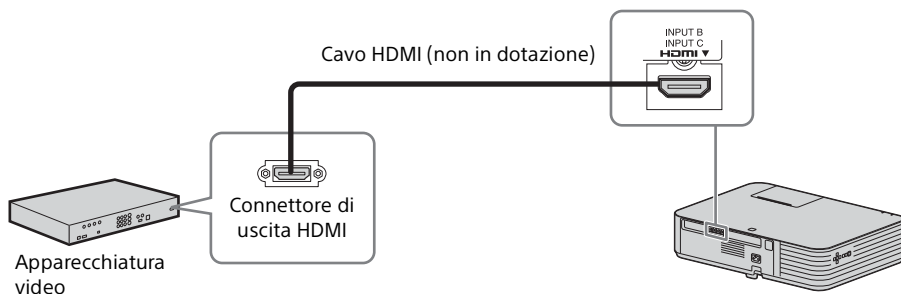 INPUT B
INPUT C
HDMI ▼
Cavo HDMI (non in dotazione)
Connettore di
uscita HDMI
Apparecchiatura
video